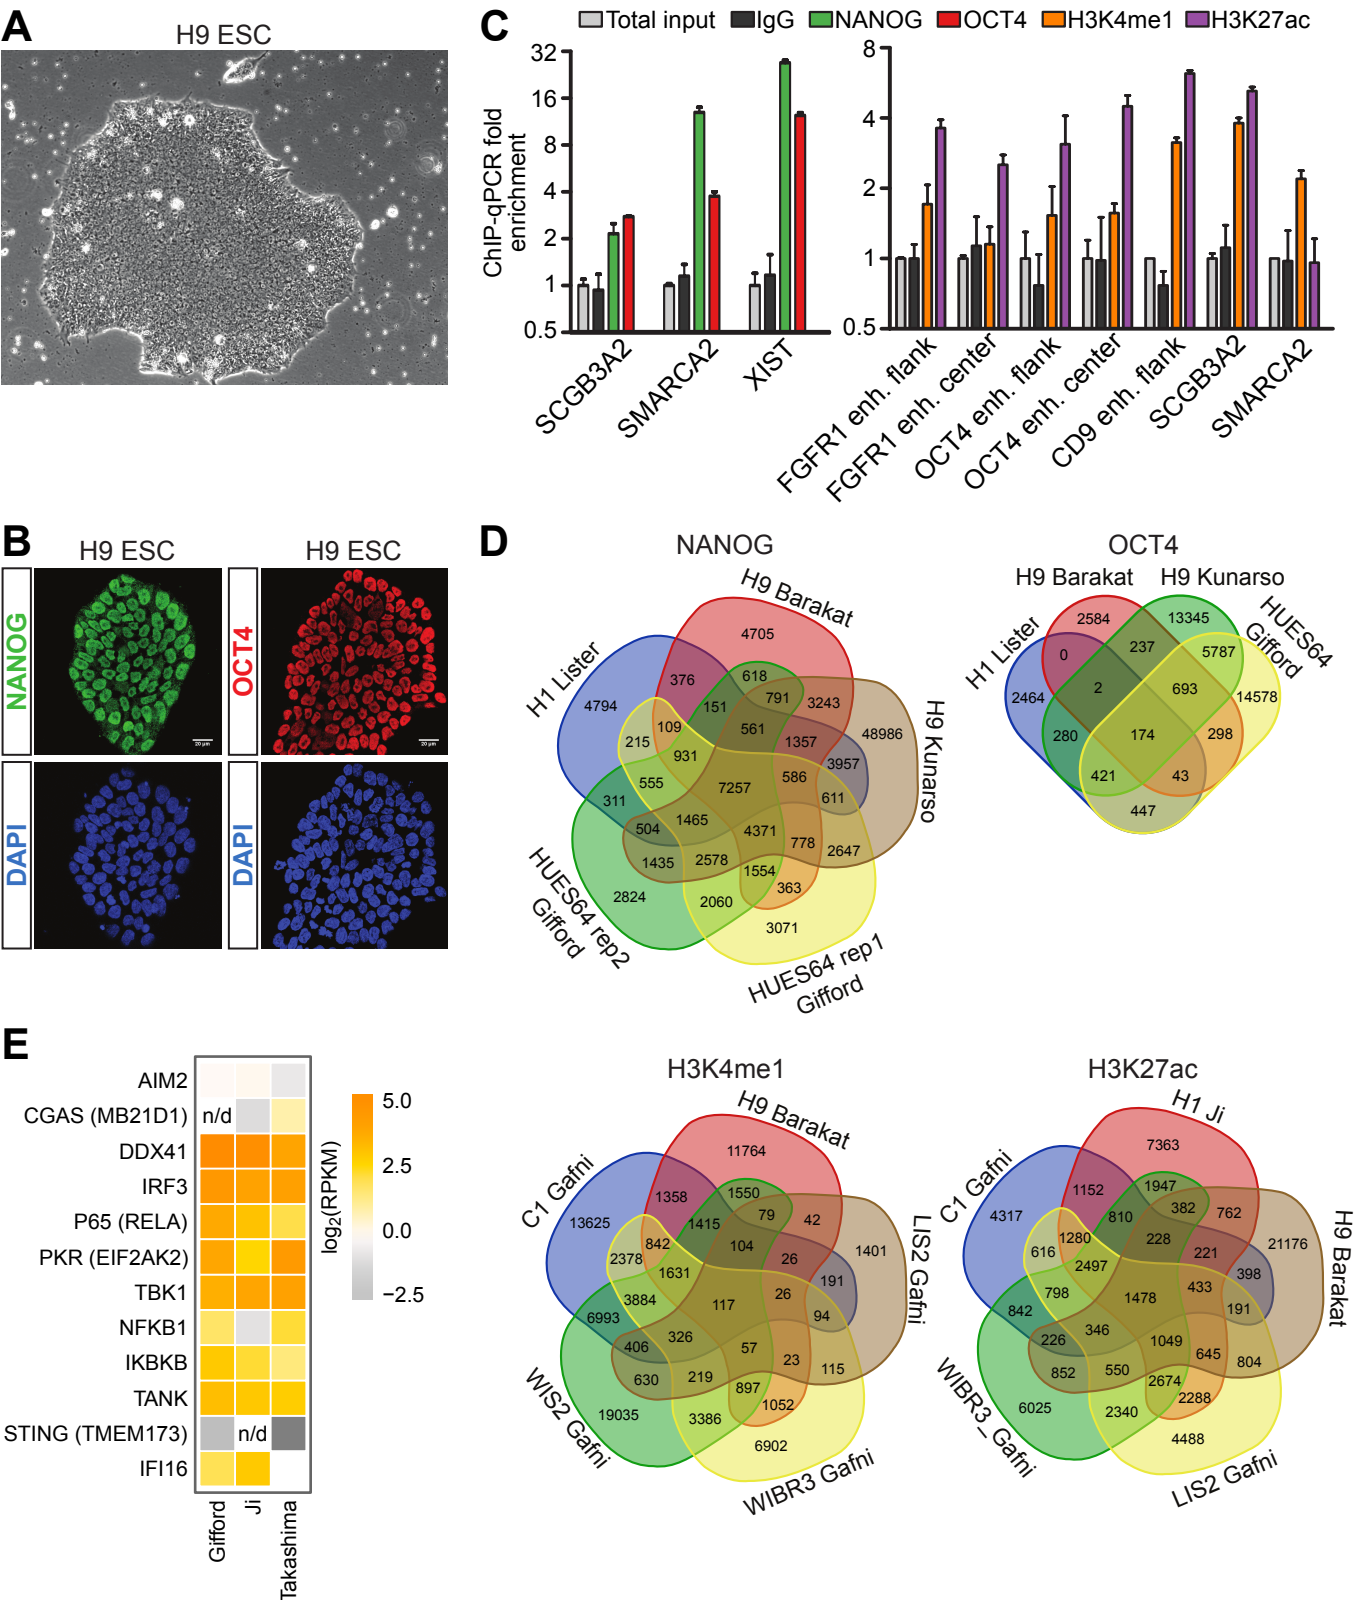 A
H9 ESC
B
H9 ESC
H9 ESC
NANOG
OCT4
20 µm
20 µm
DAPI
DAPI
C
Total input
IgG
NANOG
OCT4
H3K4me1
H3K27ac
ChIP-qPCR fold
enrichment
32
16
8
4
2
1
0.5
SCGB3A2
SMARCA2
XIST
8
4
2
1
0.5
FGFR1 enh. flank
FGFR1 enh. center
OCT4 enh. flank
OCT4 enh. center
CD9 enh. flank
SCGB3A2
SMARCA2
D
NANOG
H9 Barakat
H1 Lister
H9 Kunarso
HUES64 rep2
Gifford
HUES64 rep1
Gifford
4705
4794
376
618
151
791
3243
48986
109
215
931
561
1357
3957
555
7257
586
611
311
504
1465
4371
778
2647
1435
2578
1554
363
2824
2060
3071
OCT4
H9 Barakat
H9 Kunarso
H1 Lister
HUES64
Gifford
2584
13345
0
237
5787
2464
2
693
14578
280
174
298
421
43
447
H3K4me1
H9 Barakat
C1 Gafni
LIS2 Gafni
WIS2 Gafni
WIBR3 Gafni
11764
13625
1358
1550
1415
79
42
1401
842
2378
1631
104
26
191
3884
117
26
94
6993
406
326
57
23
115
630
219
897
1052
19035
3386
6902
H3K27ac
H1 Ji
C1 Gafni
H9 Barakat
WIBR3_Gafni
LIS2 Gafni
7363
4317
1152
1947
810
382
762
21176
1280
616
2497
228
221
398
798
1478
433
191
842
226
346
1049
645
804
852
550
2674
2288
6025
2340
4488
E
AIM2
CGAS (MB21D1)
n/d
DDX41
IRF3
P65 (RELA)
PKR (EIF2AK2)
TBK1
NFKB1
IKBKB
TANK
STING (TMEM173)
n/d
IFI16
Gifford
Ji
Takashima
log2(RPKM)
5.0
2.5
0.0
−2.5